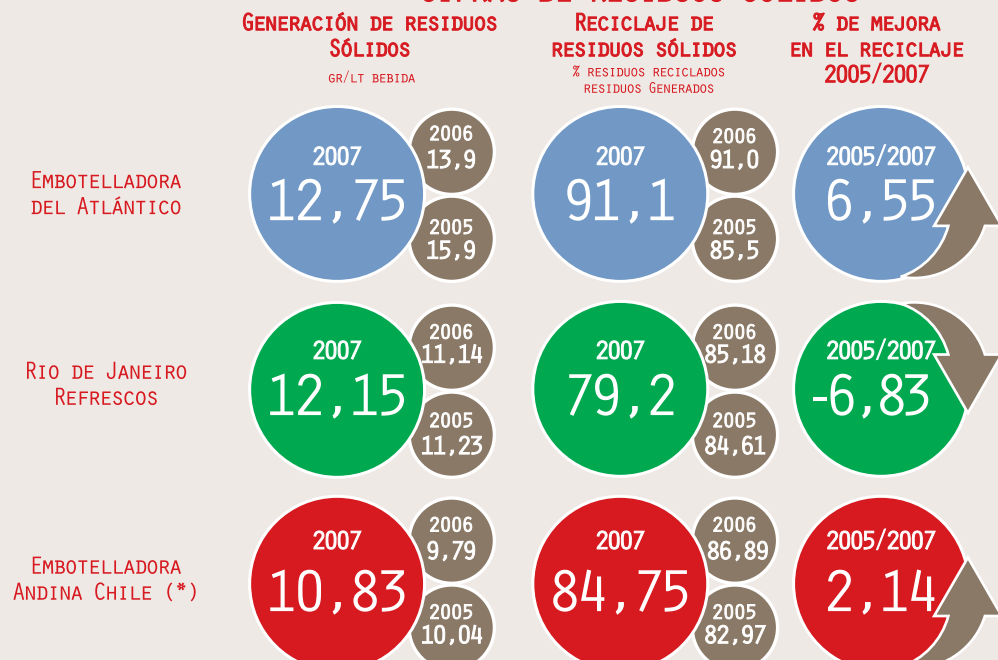 GENERACIÓN DE RESIDUOS
SÓLIDOS
GR/LT BEBIDA
RECICLAJE DE
RESIDUOS SÓLIDOS
% RESIDUOS RECICLADOS
RESIDUOS GENERADOS
% DE MEJORA
EN EL RECICLAJE
2005/2007
EMBOTELLADORA
DEL ATLÁNTICO
2007
12,75
2006
13,9
2005
15,9
2007
91,1
2006
91,0
2005
85,5
2005/2007
6,55
RIO DE JANEIRO
REFRESCOS
2007
12,15
2006
11,14
2005
11,23
2007
79,2
2006
85,18
2005
84,61
2005/2007
-6,83
EMBOTELLADORA
ANDINA CHILE (*)
2007
10,83
2006
9,79
2005
10,04
2007
84,75
2006
86,89
2005
82,97
2005/2007
2,14